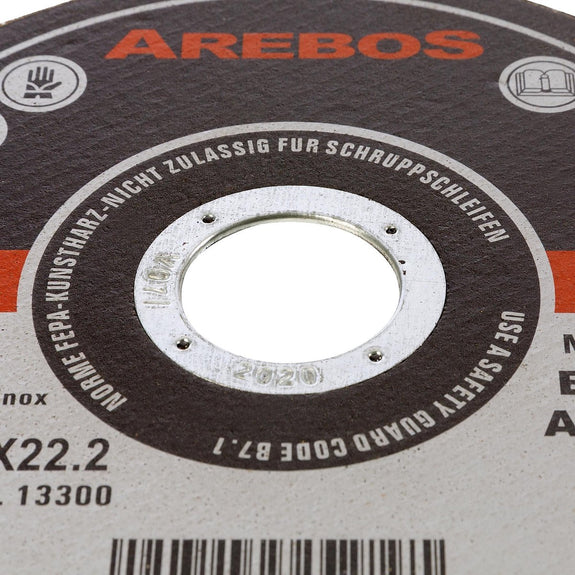 AREBOS
NORME FEPA-KUNSTHARZ-NICHT ZULASSIG FUR SCHRUPPSCHLEIFEN
USE A SAFETY GUARD CODE B7.1
2020
nox
X22.2
. 13300